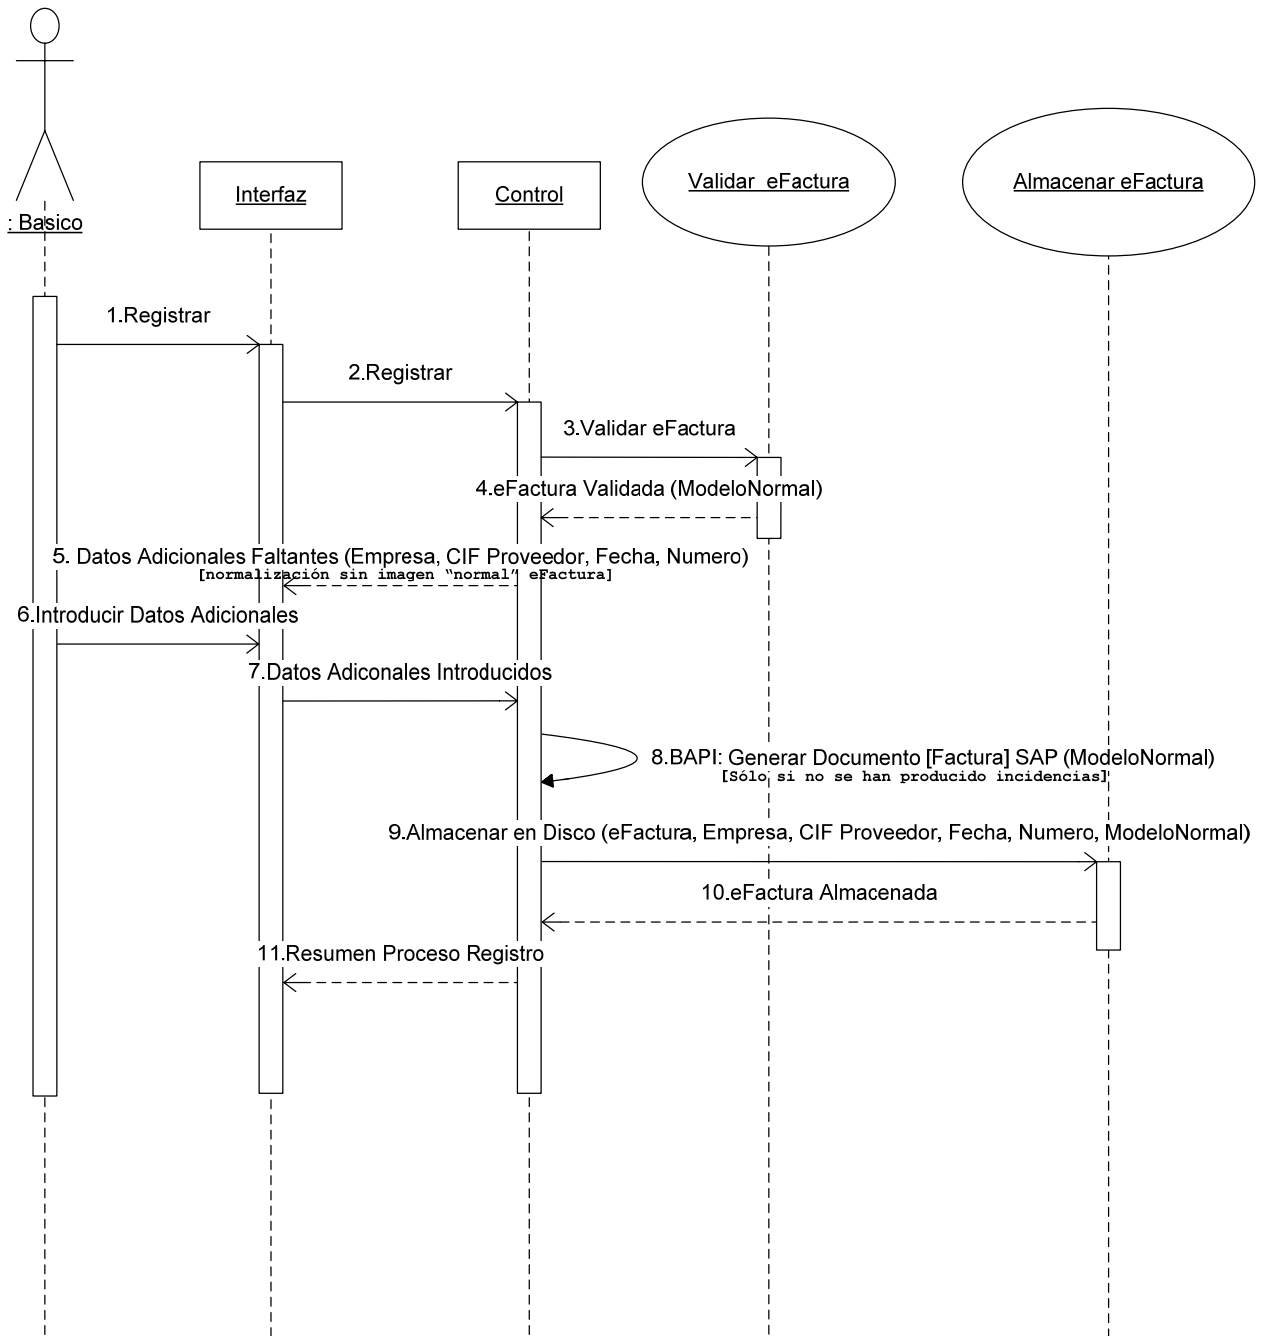 Validar  eFactura
Almacenar eFactura
Interfaz
Control
: Basico
1.Registrar
2.Registrar
3.Validar eFactura
4.eFactura Validada (ModeloNormal)
5. Datos Adicionales Faltantes (Empresa, CIF Proveedor, Fecha, Numero)
[normalización sin imagen “normal” eFactura]
6.Introducir Datos Adicionales
7.Datos Adiconales Introducidos
8.BAPI: Generar Documento [Factura] SAP (ModeloNormal)
[Sólo si no se han producido incidencias]
9.Almacenar en Disco (eFactura, Empresa, CIF Proveedor, Fecha, Numero, ModeloNormal)
10.eFactura Almacenada
11.Resumen Proceso Registro